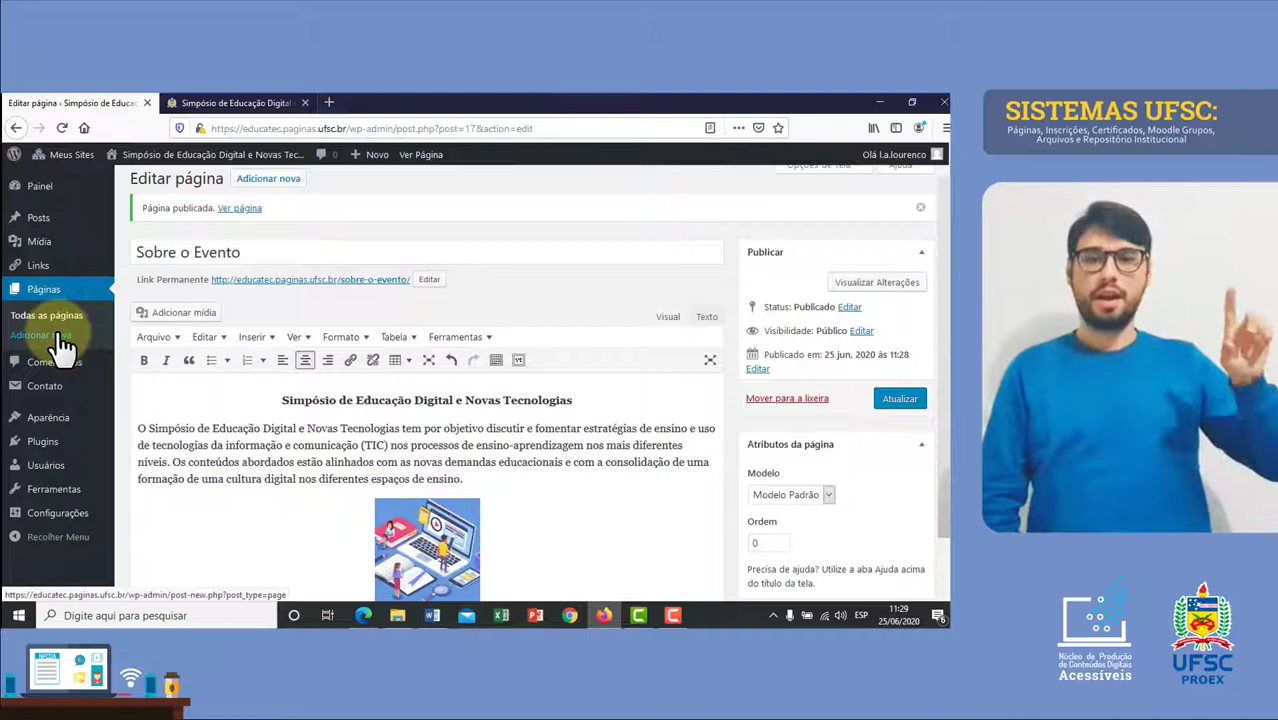 Editar página ‹ Simpósio de Educaç
Simpósio de Educação Digital e
https://educatec.paginas.ufsc.br/wp-admin/post.php?post=17&action=edit
Meus Sites
Simpósio de Educação Digital e Novas Tec...
0
Novo
Ver Página
Olá l.a.lourenco
Painel
Posts
Mídia
Links
Páginas
Todas as páginas
Contato
Aparência
Plugins
Usuários
Ferramentas
Configurações
Recolher Menu
Editar página
Adicionar nova
Opções de Tela
Ajuda
Página publicada. Ver página
Sobre o Evento
Link Permanente http://educatec.paginas.ufsc.br/sobre-o-evento/ Editar
Adicionar mídia
Visual
Texto
Arquivo
Editar
Inserir
Ver
Formato
Tabela
Ferramentas
Simpósio de Educação Digital e Novas Tecnologias
O Simpósio de Educação Digital e Novas Tecnologias tem por objetivo discutir e fomentar estratégias de ensino e uso
de tecnologias da informação e comunicação (TIC) nos processos de ensino-aprendizagem nos mais diferentes
níveis. Os conteúdos abordados estão alinhados com as novas demandas educacionais e com a consolidação de uma
formação de uma cultura digital nos diferentes espaços de ensino.
Publicar
Visualizar Alterações
Status: Publicado Editar
Visibilidade: Público Editar
Publicado em: 25 jun, 2020 às 11:28
Editar
Mover para a lixeira
Atualizar
Atributos da página
Modelo
Modelo Padrão
Ordem
0
Precisa de ajuda? Utilize a aba Ajuda acima
do título da tela.
https://educatec.paginas.ufsc.br/wp-admin/post-new.php?post_type=page
Digite aqui para pesquisar
ESP
11:29
25/06/2020
6
SISTEMAS UFSC:
Páginas, Inscrições, Certificados, Moodle Grupos,
Arquivos e Repositório Institucional
Núcleo de Produção
de Conteúdos Digitais
Acessíveis
UFSC
PROEX